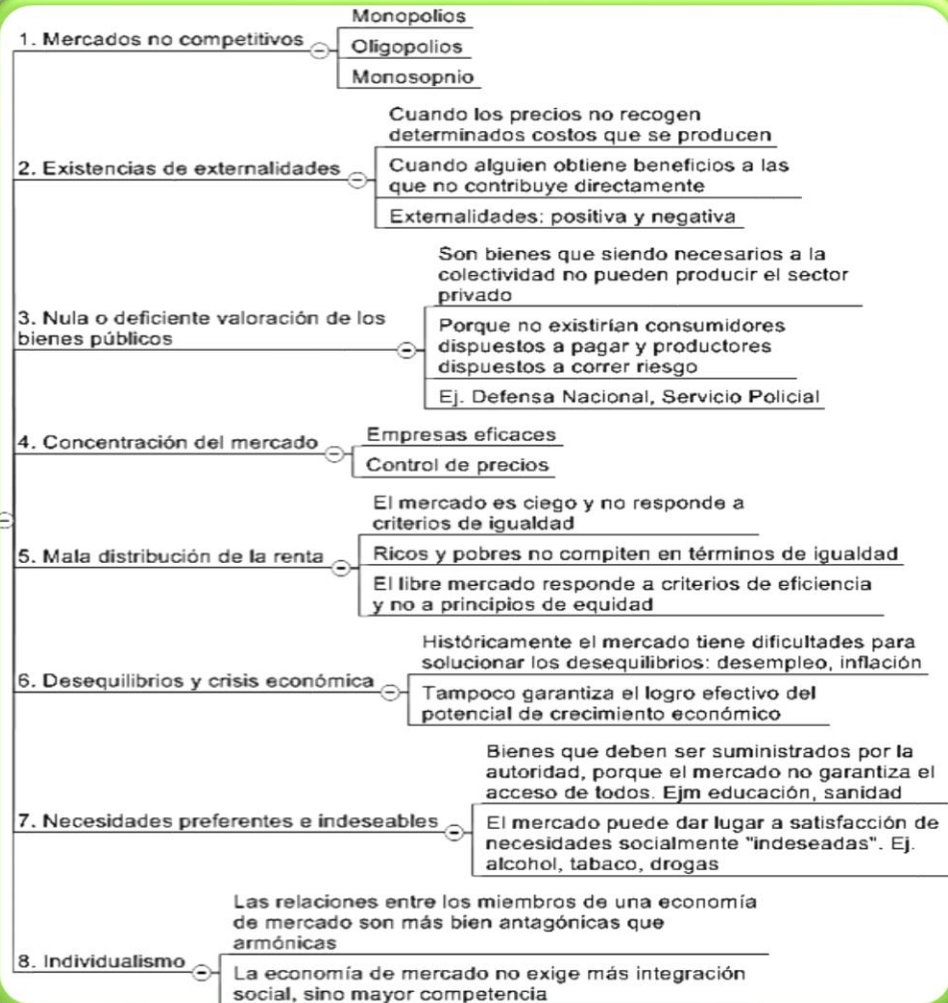 Monopolios
1. Mercados no competitivos
Oligopolios
Monosopnio
Cuando los precios no recogen
determinados costos que se producen
2. Existencias de externalidades
Cuando alguien obtiene beneficios a las
que no contribuye directamente
Externalidades: positiva y negativa
Son bienes que siendo necesarios a la
colectividad no pueden producir el sector
privado
3. Nula o deficiente valoración de los
bienes públicos
Porque no existirían consumidores
dispuestos a pagar y productores
dispuestos a correr riesgo
Ej. Defensa Nacional, Servicio Policial
4. Concentración del mercado
Empresas eficaces
Control de precios
El mercado es ciego y no responde a
criterios de igualdad
5. Mala distribución de la renta
Ricos y pobres no compiten en términos de igualdad
El libre mercado responde a criterios de eficiencia
y no a principios de equidad
Históricamente el mercado tiene dificultades para
solucionar los desequilibrios: desempleo, inflación
6. Desequilibrios y crisis económica
Tampoco garantiza el logro efectivo del
potencial de crecimiento económico
Bienes que deben ser suministrados por la
autoridad, porque el mercado no garantiza el
acceso de todos. Ejm educación, sanidad
7. Necesidades preferentes e indeseables
El mercado puede dar lugar a satisfacción de
necesidades socialmente "indeseadas". Ej.
alcohol, tabaco, drogas
Las relaciones entre los miembros de una economía
de mercado son más bien antagónicas que
armónicas
8. Individualismo
La economía de mercado no exige más integración
social, sino mayor competencia